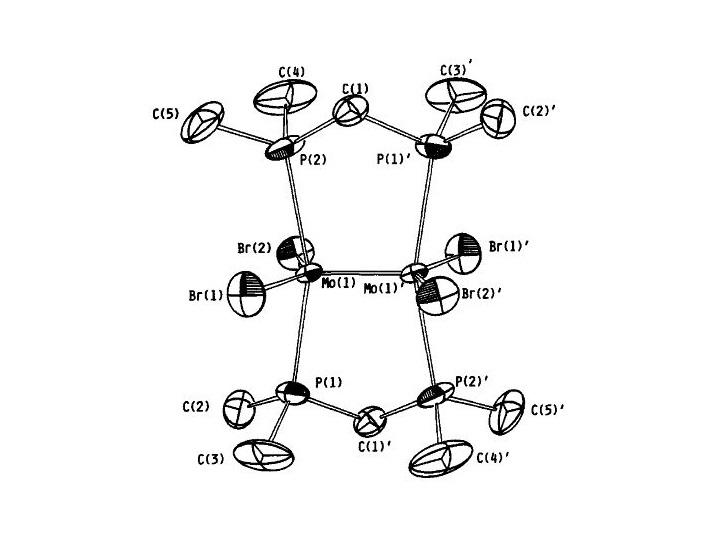 C(4)
C(1)
C(3)'
C(5)
C(2)'
P(2)
P(1)'
Br(2)
Br(1)'
Br(1)
Mo(1)
Mo(1)'
Br(2)'
P(1)
P(2)'
C(2)
C(5)'
C(1)'
C(3)
C(4)'